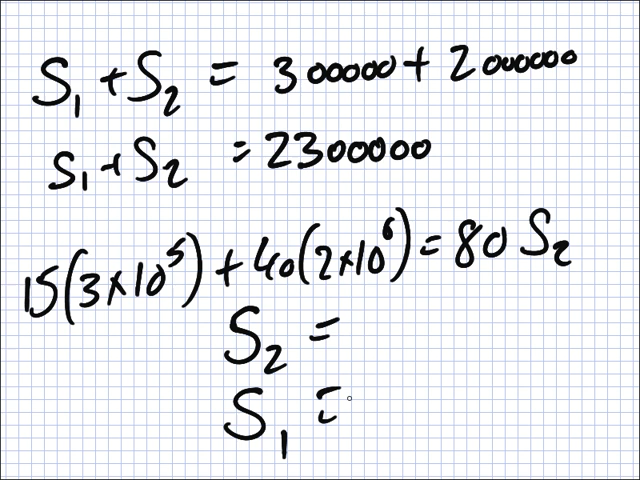 S₁ + S₂ = 300000 + 2000000
S₁ + S₂ = 2300000
15(3×10⁵) + 40(2×10⁶) = 80 S₂
S₂ =
S₁ =